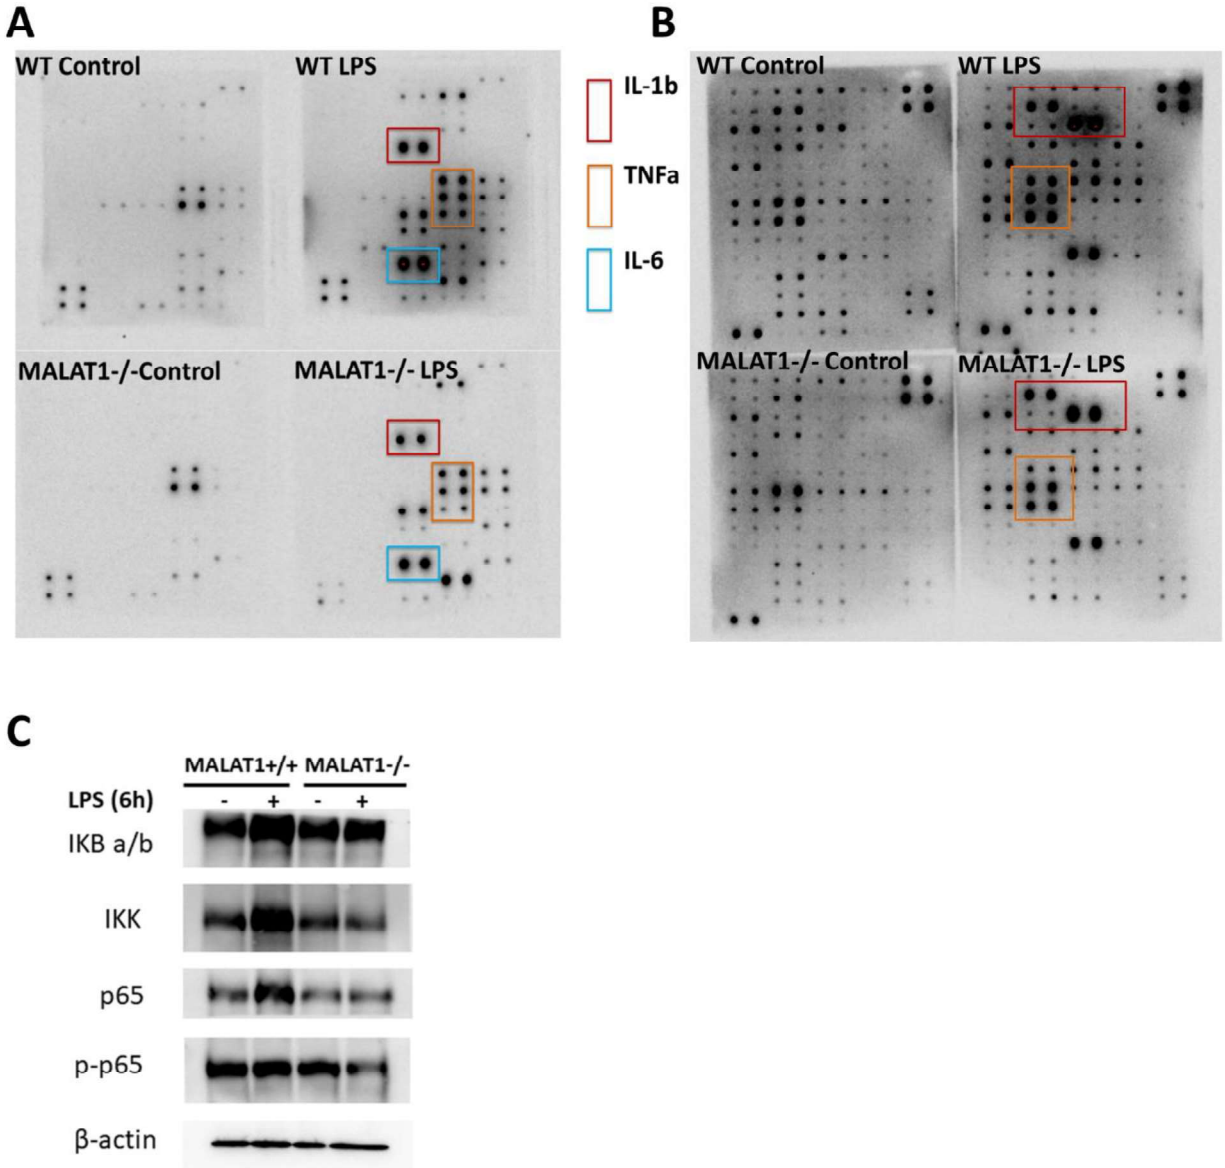 A
WT Control
WT LPS
MALAT1-/-Control
MALAT1-/- LPS
IL-1b
TNFa
IL-6
B
WT Control
WT LPS
MALAT1-/- Control
MALAT1-/- LPS
C
MALAT1+/+ MALAT1-/-
LPS (6h) - + - +
IKB a/b
IKK
p65
p-p65
β-actin